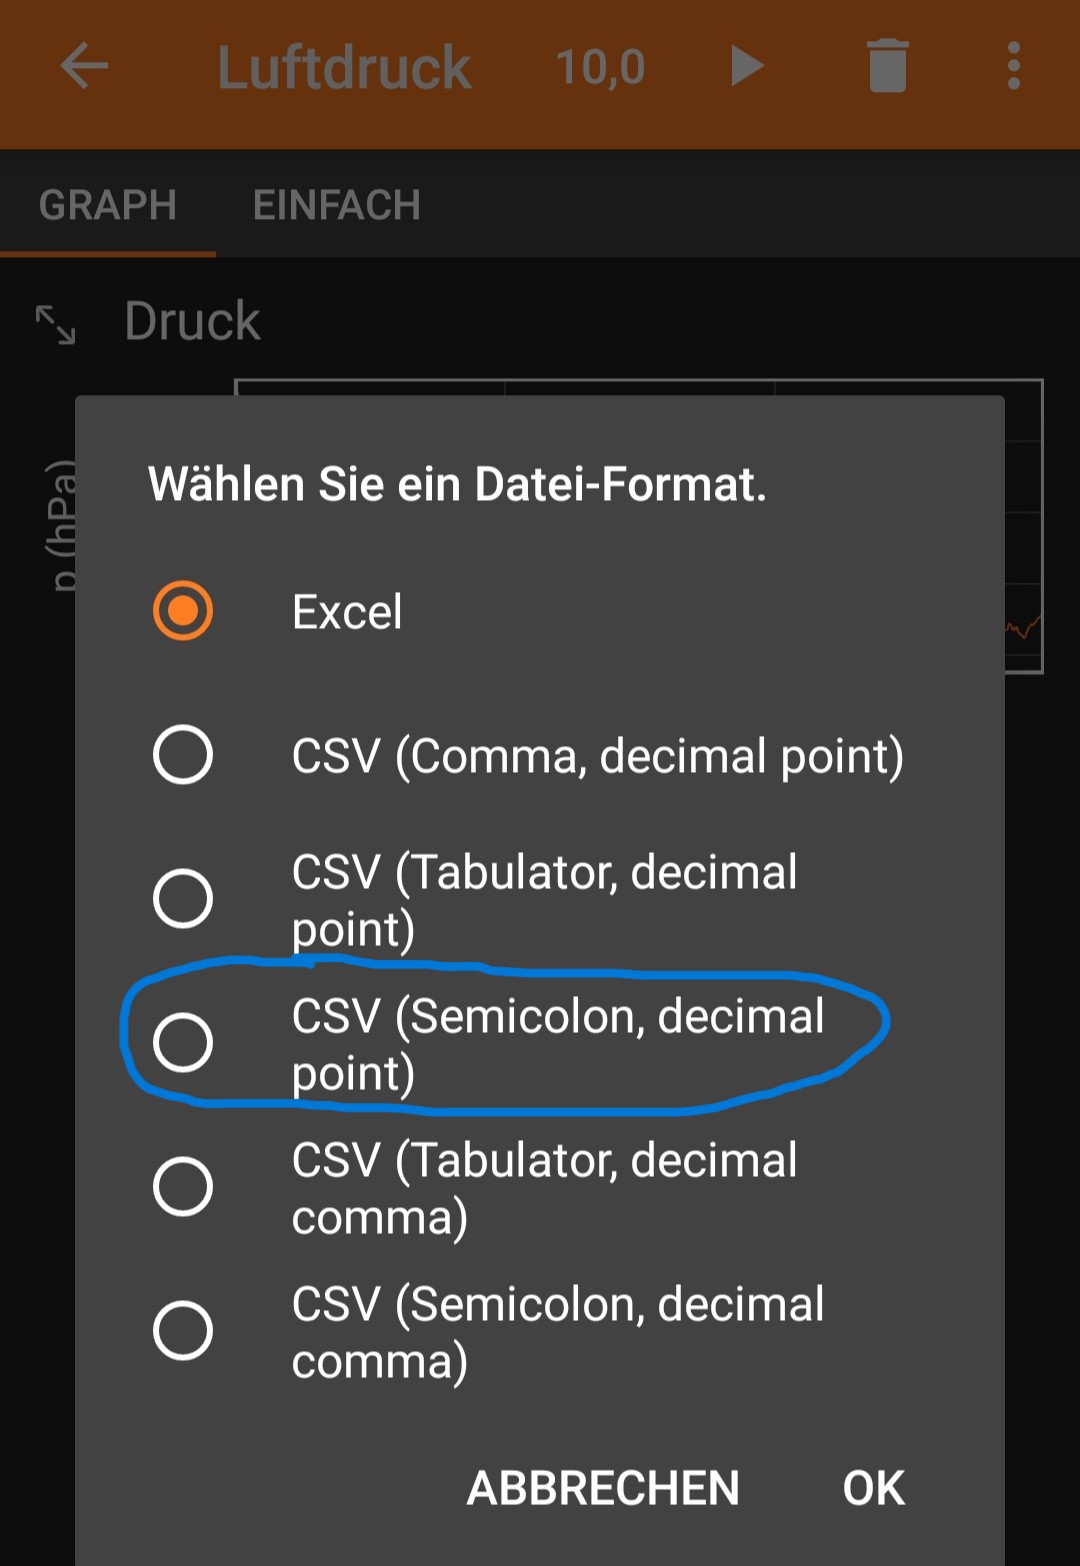 Luftdruck 10,0
GRAPH EINFACH
Druck
p (hPa)
Wählen Sie ein Datei-Format.
Excel
CSV (Comma, decimal point)
CSV (Tabulator, decimal
point)
CSV (Semicolon, decimal
point)
CSV (Tabulator, decimal
comma)
CSV (Semicolon, decimal
comma)
ABBRECHEN OK